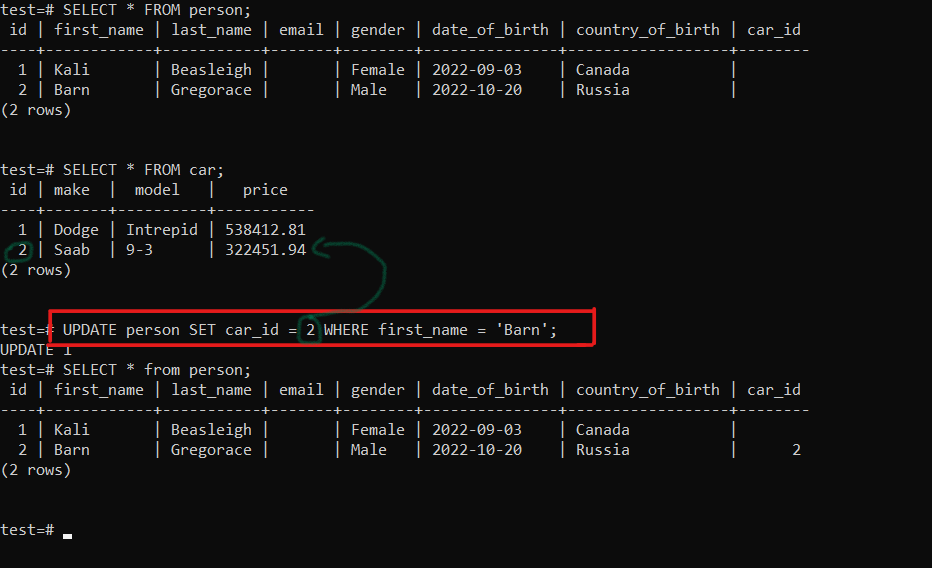 test=# SELECT * FROM person;
 id | first_name | last_name | email | gender | date_of_birth | country_of_birth | car_id
----+------------+-----------+-------+--------+---------------+------------------+--------
  1 | Kali       | Beasleigh |       | Female | 2022-09-03    | Canada           |
  2 | Barn       | Gregorace |       | Male   | 2022-10-20    | Russia           |
(2 rows)
test=# SELECT * FROM car;
 id | make  |  model   |   price
----+-------+----------+-----------
  1 | Dodge | Intrepid | 538412.81
  2 | Saab  | 9-3      | 322451.94
(2 rows)
test=# UPDATE person SET car_id = 2 WHERE first_name = 'Barn';
UPDATE 1
test=# SELECT * from person;
 id | first_name | last_name | email | gender | date_of_birth | country_of_birth | car_id
----+------------+-----------+-------+--------+---------------+------------------+--------
  1 | Kali       | Beasleigh |       | Female | 2022-09-03    | Canada           |
  2 | Barn       | Gregorace |       | Male   | 2022-10-20    | Russia           |      2
(2 rows)
test=#